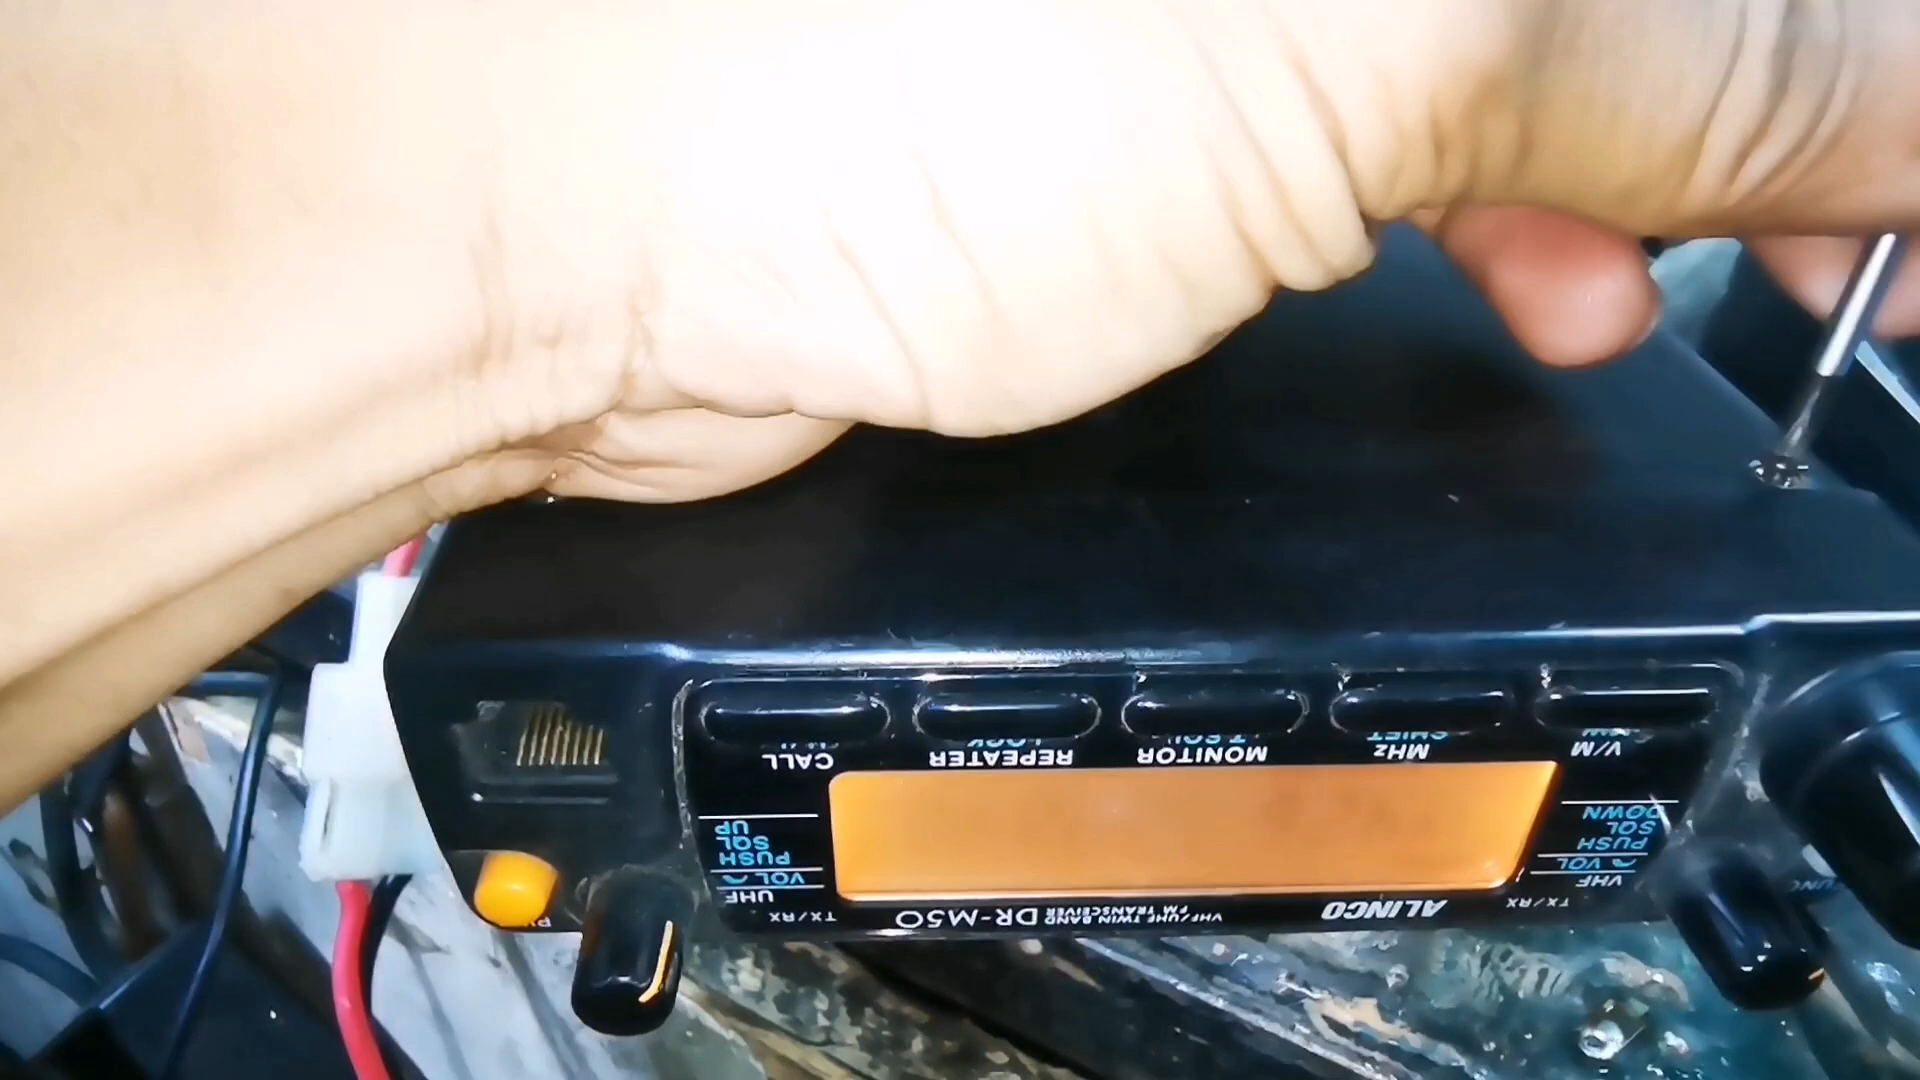 TX/RX
ALINCO
VHF/UHF TWIN BAND
FM TRANSCEIVER
DR-M50
TX/RX
VHF
VOL
PUSH
SQL
DOWN
UHF
VOL
PUSH
SQL
UP
V/M
MHz
SHIFT
MONITOR
REPEATER
LOCK
CALL